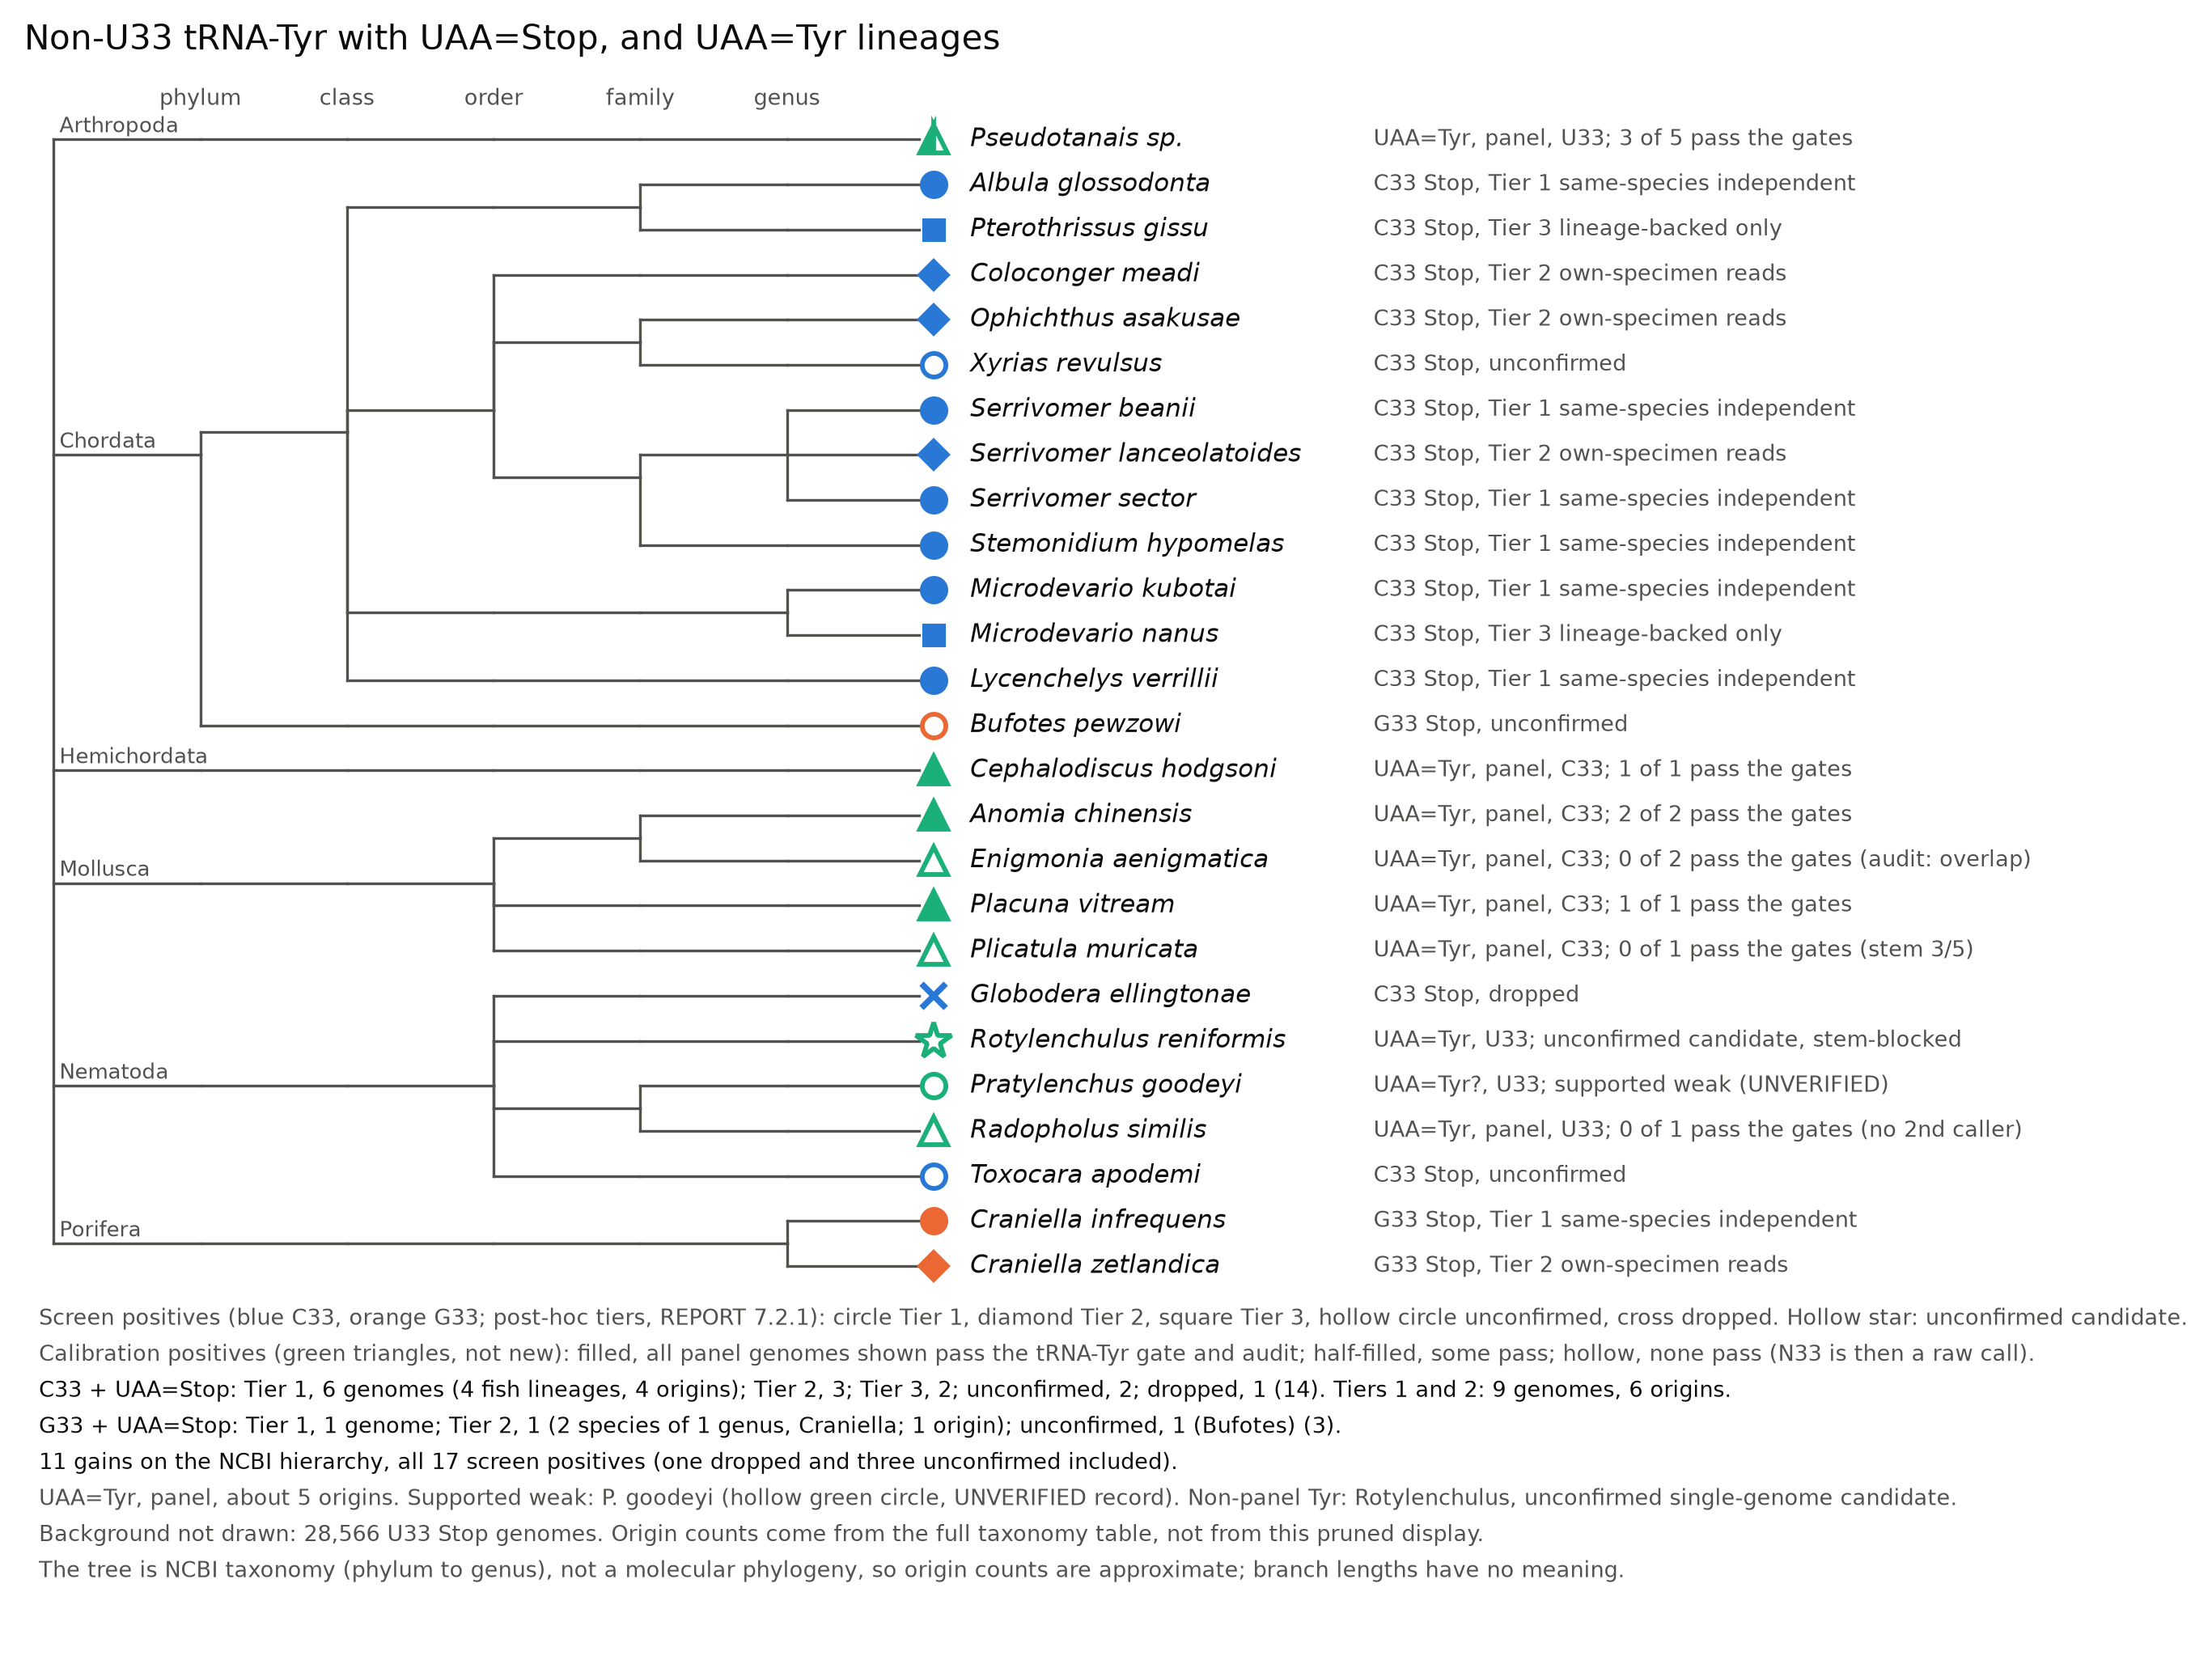 Non-U33 tRNA-Tyr with UAA=Stop, and UAA=Tyr lineages
phylum class order family genus
Arthropoda
Pseudotanais sp. UAA=Tyr, panel, U33; 3 of 5 pass the gates
Albula glossodonta C33 Stop, Tier 1 same-species independent
Pterothrissus gissu C33 Stop, Tier 3 lineage-backed only
Coloconger meadi C33 Stop, Tier 2 own-specimen reads
Ophichthus asakusae C33 Stop, Tier 2 own-specimen reads
Xyrias revulsus C33 Stop, unconfirmed
Serrivomer beanii C33 Stop, Tier 1 same-species independent
Chordata
Serrivomer lanceolatoides C33 Stop, Tier 2 own-specimen reads
Serrivomer sector C33 Stop, Tier 1 same-species independent
Stemonidium hypomelas C33 Stop, Tier 1 same-species independent
Microdevario kubotai C33 Stop, Tier 1 same-species independent
Microdevario nanus C33 Stop, Tier 3 lineage-backed only
Lycenchelys verrillii C33 Stop, Tier 1 same-species independent
Bufotes pewzowi G33 Stop, unconfirmed
Hemichordata
Cephalodiscus hodgsoni UAA=Tyr, panel, C33; 1 of 1 pass the gates
Anomia chinensis UAA=Tyr, panel, C33; 2 of 2 pass the gates
Enigmonia aenigmatica UAA=Tyr, panel, C33; 0 of 2 pass the gates (audit: overlap)
Mollusca
Placuna vitream UAA=Tyr, panel, C33; 1 of 1 pass the gates
Plicatula muricata UAA=Tyr, panel, C33; 0 of 1 pass the gates (stem 3/5)
Globodera ellingtonae C33 Stop, dropped
Rotylenchulus reniformis UAA=Tyr, U33; unconfirmed candidate, stem-blocked
Nematoda
Pratylenchus goodeyi UAA=Tyr?, U33; supported weak (UNVERIFIED)
Radopholus similis UAA=Tyr, panel, U33; 0 of 1 pass the gates (no 2nd caller)
Toxocara apodemi C33 Stop, unconfirmed
Craniella infrequens G33 Stop, Tier 1 same-species independent
Porifera
Craniella zetlandica G33 Stop, Tier 2 own-specimen reads
Screen positives (blue C33, orange G33; post-hoc tiers, REPORT 7.2.1): circle Tier 1, diamond Tier 2, square Tier 3, hollow circle unconfirmed, cross dropped. Hollow star: unconfirmed candidate.
Calibration positives (green triangles, not new): filled, all panel genomes shown pass the tRNA-Tyr gate and audit; half-filled, some pass; hollow, none pass (N33 is then a raw call).
C33 + UAA=Stop: Tier 1, 6 genomes (4 fish lineages, 4 origins); Tier 2, 3; Tier 3, 2; unconfirmed, 2; dropped, 1 (14). Tiers 1 and 2: 9 genomes, 6 origins.
G33 + UAA=Stop: Tier 1, 1 genome; Tier 2, 1 (2 species of 1 genus, Craniella; 1 origin); unconfirmed, 1 (Bufotes) (3).
11 gains on the NCBI hierarchy, all 17 screen positives (one dropped and three unconfirmed included).
UAA=Tyr, panel, about 5 origins. Supported weak: P. goodeyi (hollow green circle, UNVERIFIED record). Non-panel Tyr: Rotylenchulus, unconfirmed single-genome candidate.
Background not drawn: 28,566 U33 Stop genomes. Origin counts come from the full taxonomy table, not from this pruned display.
The tree is NCBI taxonomy (phylum to genus), not a molecular phylogeny, so origin counts are approximate; branch lengths have no meaning.